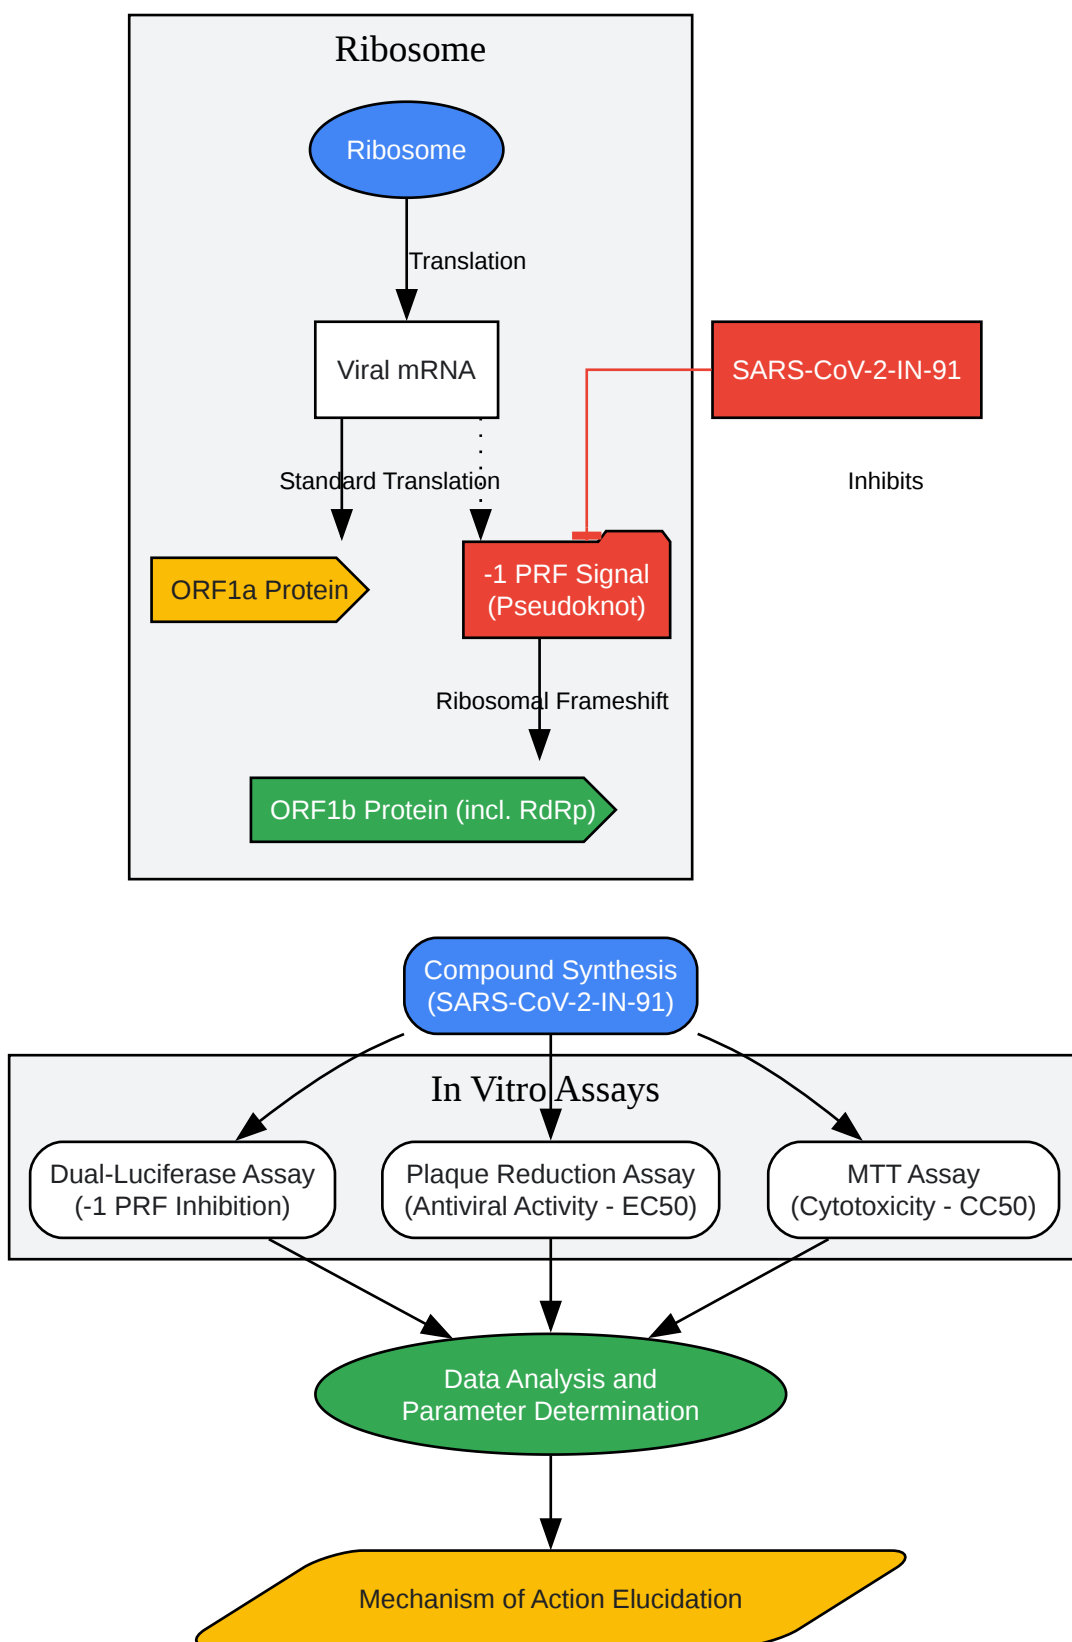 Ribosome
Ribosome
Translation
Viral mRNA
SARS-CoV-2-IN-91
Standard Translation
Inhibits
ORF1a Protein
-1 PRF Signal
(Pseudoknot)
Ribosomal Frameshift
ORF1b Protein (incl. RdRp)
Compound Synthesis
(SARS-CoV-2-IN-91)
In Vitro Assays
Dual-Luciferase Assay
(-1 PRF Inhibition)
Plaque Reduction Assay
(Antiviral Activity - EC50)
MTT Assay
(Cytotoxicity - CC50)
Data Analysis and
Parameter Determination
Mechanism of Action Elucidation